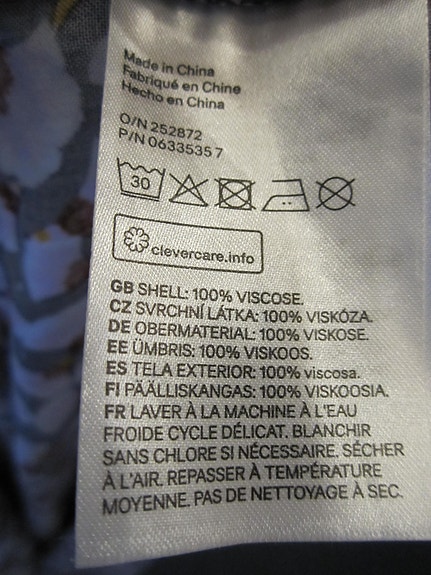 Made in China
Fabriqué en Chine
Hecho en China
O/N 252872
P/N 06335357
30
clevercare.info
GB SHELL: 100% VISCOSE.
CZ SVRCHNÍ LÁTKA: 100% VISKÓZA.
DE OBERMATERIAL: 100% VISKOSE.
EE ÜMBRIS: 100% VISKOOS.
ES TELA EXTERIOR: 100% viscosa.
FI PÄÄLLISKANGAS: 100% VISKOOSIA.
FR LAVER À LA MACHINE À L'EAU
FROIDE CYCLE DÉLICAT. BLANCHIR
SANS CHLORE SI NÉCESSAIRE. SÉCHER
À L'AIR. REPASSER À TEMPÉRATURE
MOYENNE. PAS DE NETTOYAGE À SEC.